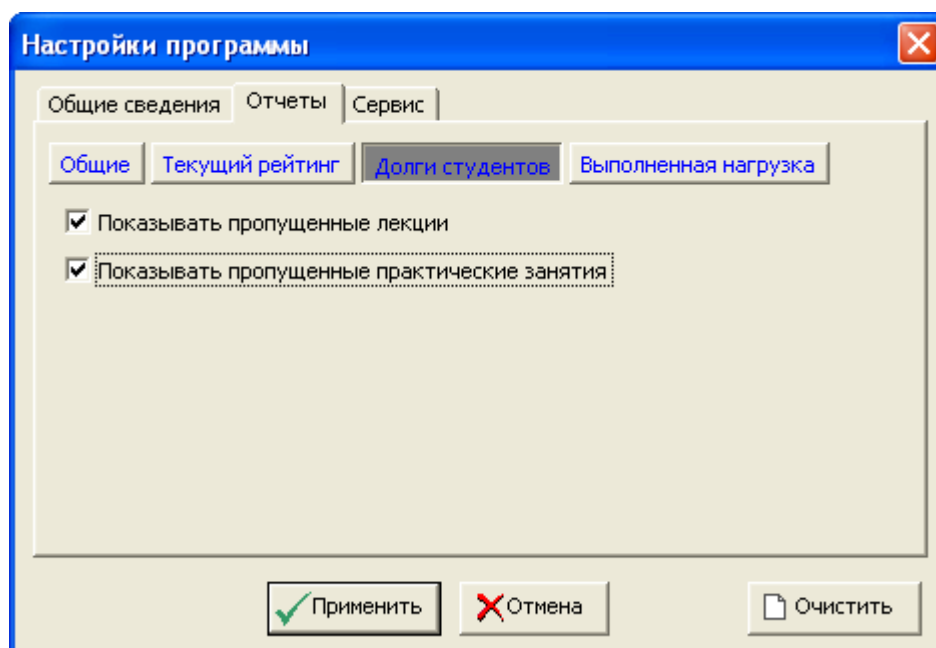 Настройки программы
Общие сведения Отчеты Сервис
Общие Текущий рейтинг Долги студентов Выполненная нагрузка
Показывать пропущенные лекции
Показывать пропущенные практические занятия
Применить Отмена Очистить